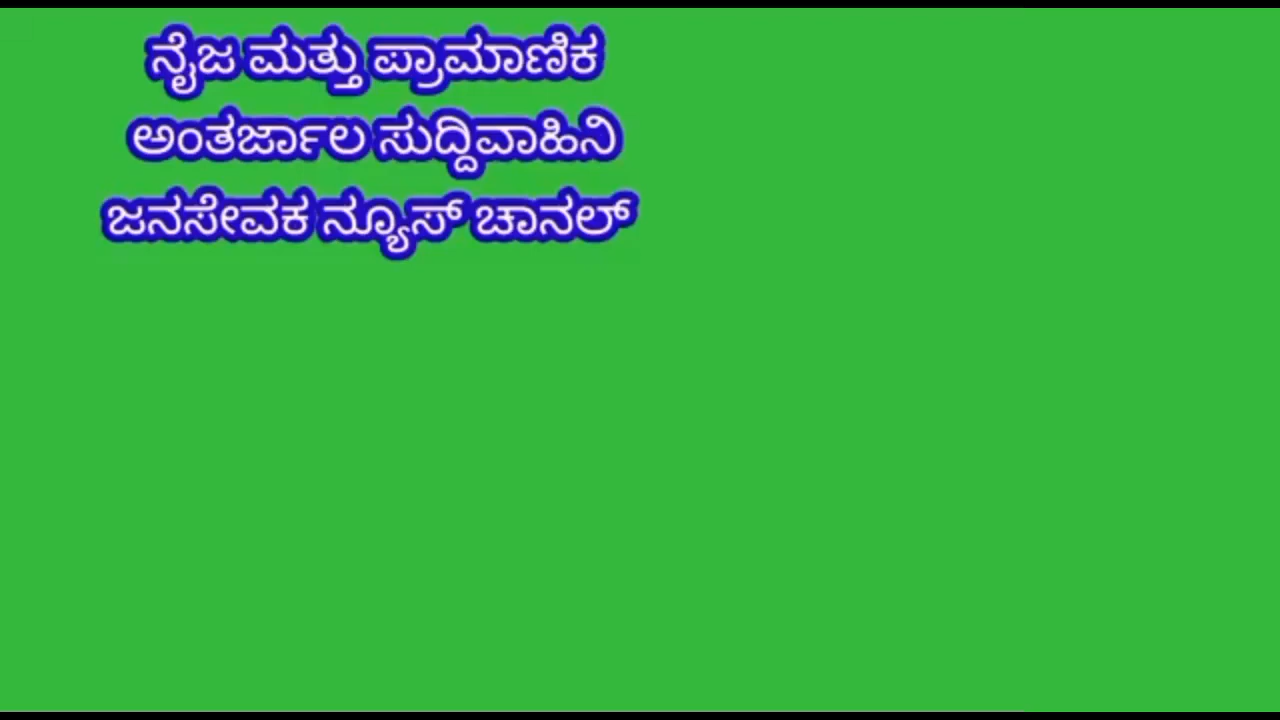 ನೈಜ ಮತ್ತು ಪ್ರಾಮಾಣಿಕ
ಅಂತರ್ಜಾಲ ಸುದ್ದಿವಾಹಿನಿ
ಜನಸೇವಕ ನ್ಯೂಸ್ ಚಾನಲ್